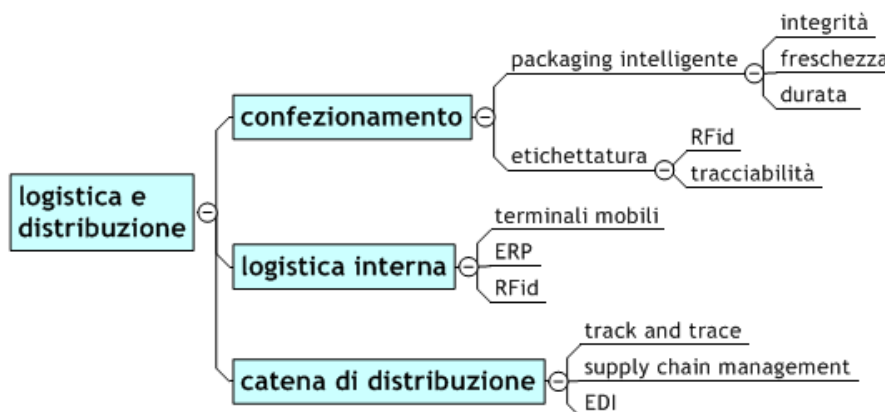 integrità
packaging intelligente
freschezza
durata
confezionamento
RFid
etichettatura
tracciabilità
logistica e
distribuzione
terminali mobili
ERP
logistica interna
RFid
track and trace
supply chain management
catena di distribuzione
EDI